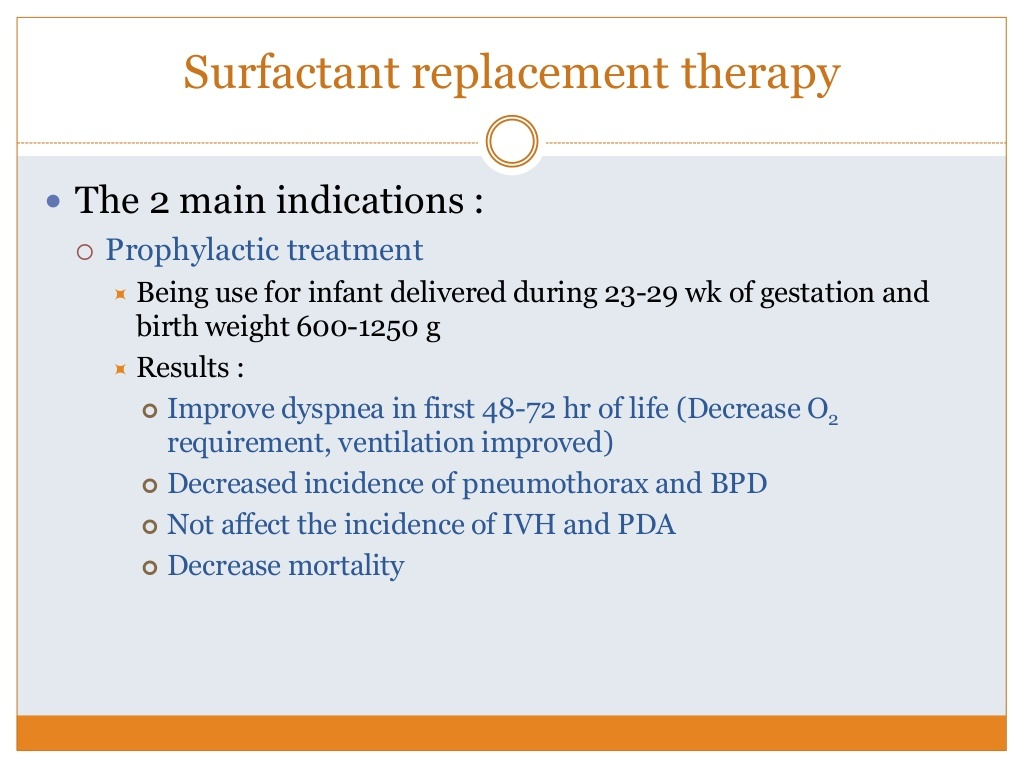 Surfactant replacement therapy
The 2 main indications :
Prophylactic treatment
Being use for infant delivered during 23-29 wk of gestation and
birth weight 600-1250 g
Results :
Improve dyspnea in first 48-72 hr of life (Decrease O₂
requirement, ventilation improved)
Decreased incidence of pneumothorax and BPD
Not affect the incidence of IVH and PDA
Decrease mortality